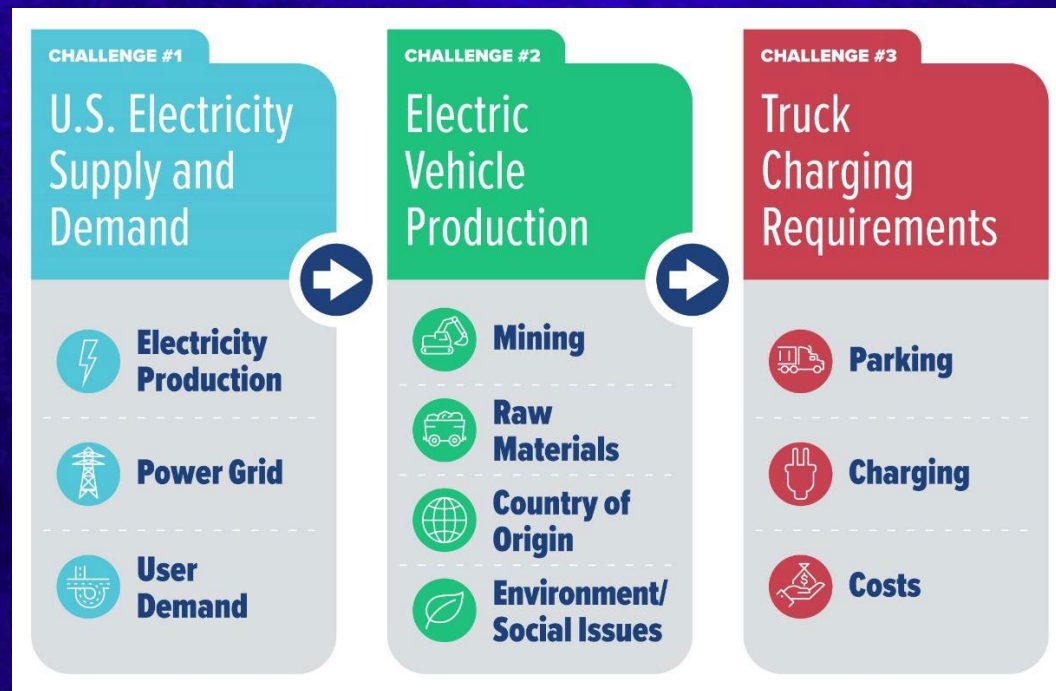 CHALLENGE #1
U.S. Electricity
Supply and
Demand
Electricity
Production
Power Grid
User
Demand
CHALLENGE #2
Electric
Vehicle
Production
Mining
Raw
Materials
Country of
Origin
Environment/
Social Issues
CHALLENGE #3
Truck
Charging
Requirements
Parking
Charging
Costs